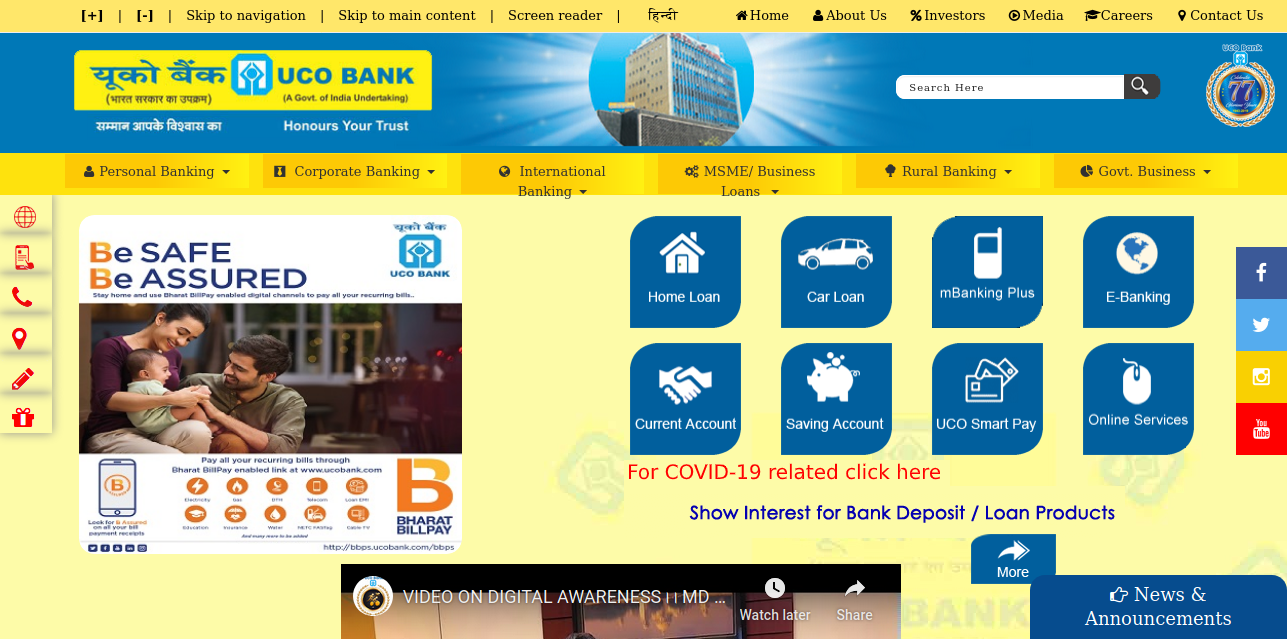 [+] | [-] | Skip to navigation | Skip to main content | Screen reader | हिन्दी Home About Us Investors Media Careers Contact Us
यूको बैंक UCO BANK
(भारत सरकार का उपक्रम) (A Govt. of India Undertaking)
सम्मान आपके विश्वास का Honours Your Trust
Search Here
UCO Bank
77
Personal Banking Corporate Banking International Banking MSME/ Business Loans Rural Banking Govt. Business
यूको बैंक
UCO BANK
Be SAFE
Be ASSURED
Stay home and use Bharat BillPay enabled digital channels to pay all your recurring bills..
Pay all your recurring bills through
Bharat BillPay enabled link at www.ucobank.com
Electricity Gas DTH Telecom Loan EMI
Education Insurance Water NETC FASTag Cable TV
And many more to be added
Look for B Assured
on all your bill
payment receipts
B
BHARAT
BILLPAY
http://bbps.ucobank.com/bbps
Home Loan Car Loan mBanking Plus E-Banking
Current Account Saving Account UCO Smart Pay Online Services
You
Tube
For COVID-19 related click here
Show Interest for Bank Deposit / Loan Products
More
VIDEO ON DIGITAL AWARENESS ।। MD ...
Watch later Share
BANK
News &
Announcements